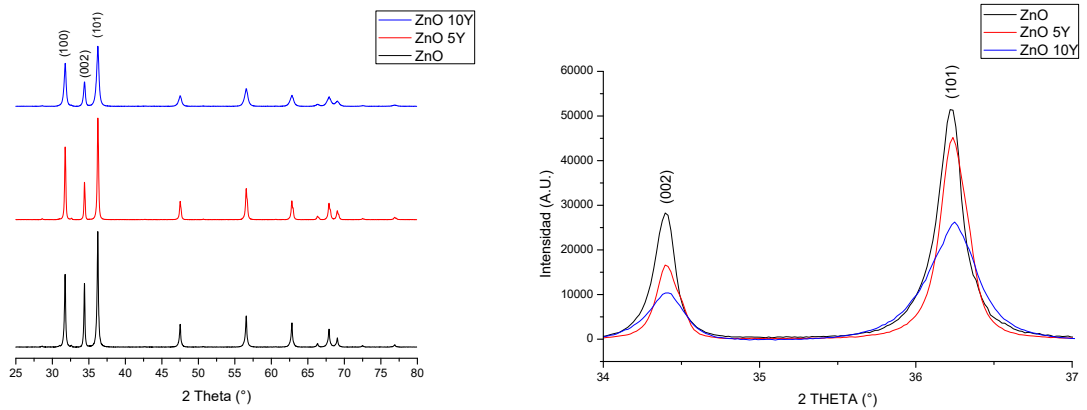 ZnO 10Y
ZnO 5Y
ZnO
(100)
(002)
(101)
25 30 35 40 45 50 55 60 65 70 75 80
2 Theta (°)
ZnO
ZnO 5Y
ZnO 10Y
60000
50000
40000
30000
20000
10000
0
Intensidad (A.U.)
(002)
(101)
34 35 36 37
2 THETA (°)